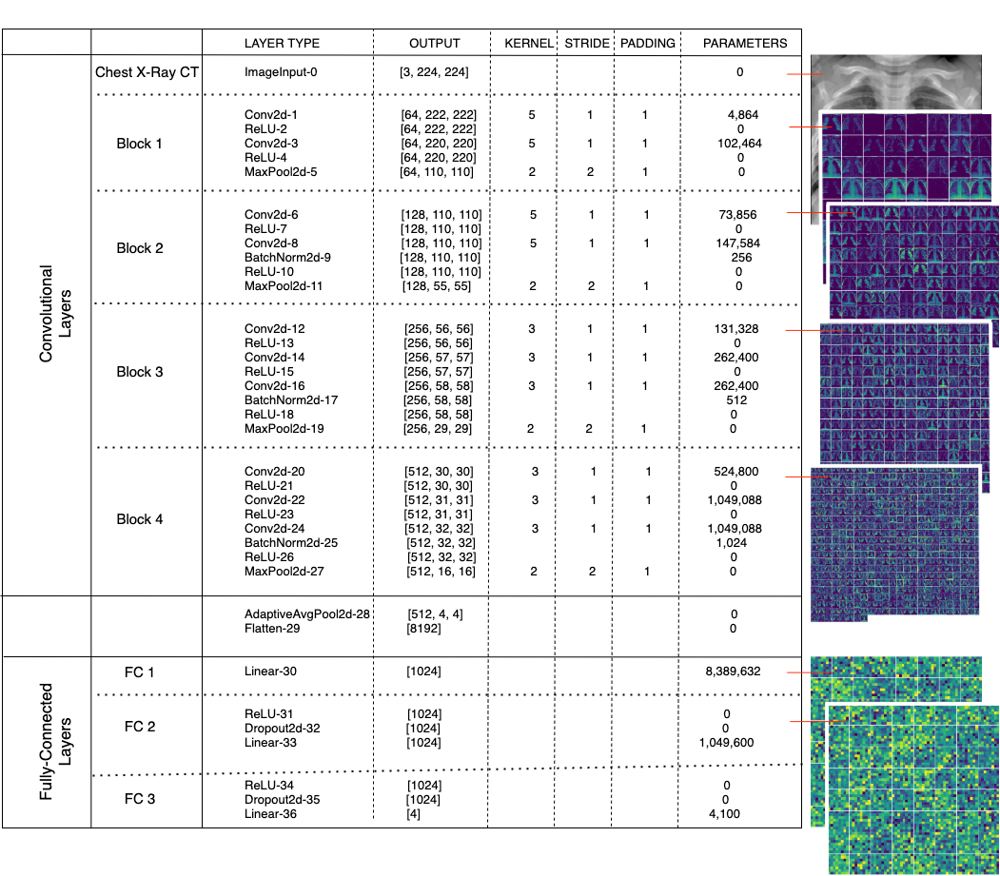 LAYER TYPE OUTPUT KERNEL STRIDE PADDING PARAMETERS
Chest X-Ray CT ImageInput-0 [3, 224, 224] 0
Convolutional Layers
Block 1
Conv2d-1 [64, 222, 222] 5 1 1 4,864
ReLU-2 [64, 222, 222] 0
Conv2d-3 [64, 220, 220] 5 1 1 102,464
ReLU-4 [64, 220, 220] 0
MaxPool2d-5 [64, 110, 110] 2 2 1 0
Block 2
Conv2d-6 [128, 110, 110] 5 1 1 73,856
ReLU-7 [128, 110, 110] 0
Conv2d-8 [128, 110, 110] 5 1 1 147,584
BatchNorm2d-9 [128, 110, 110] 256
ReLU-10 [128, 110, 110] 0
MaxPool2d-11 [128, 55, 55] 2 2 1 0
Block 3
Conv2d-12 [256, 56, 56] 3 1 1 131,328
ReLU-13 [256, 56, 56] 0
Conv2d-14 [256, 57, 57] 3 1 1 262,400
ReLU-15 [256, 57, 57] 0
Conv2d-16 [256, 58, 58] 3 1 1 262,400
BatchNorm2d-17 [256, 58, 58] 512
ReLU-18 [256, 58, 58] 0
MaxPool2d-19 [256, 29, 29] 2 2 1 0
Block 4
Conv2d-20 [512, 30, 30] 3 1 1 524,800
ReLU-21 [512, 30, 30] 0
Conv2d-22 [512, 31, 31] 3 1 1 1,049,088
ReLU-23 [512, 31, 31] 0
Conv2d-24 [512, 32, 32] 3 1 1 1,049,088
BatchNorm2d-25 [512, 32, 32] 1,024
ReLU-26 [512, 32, 32] 0
MaxPool2d-27 [512, 16, 16] 2 2 1 0
AdaptiveAvgPool2d-28 [512, 4, 4] 0
Flatten-29 [8192] 0
Fully-Connected Layers
FC 1 Linear-30 [1024] 8,389,632
FC 2
ReLU-31 [1024] 0
Dropout2d-32 [1024] 0
Linear-33 [1024] 1,049,600
FC 3
ReLU-34 [1024] 0
Dropout2d-35 [1024] 0
Linear-36 [4] 4,100